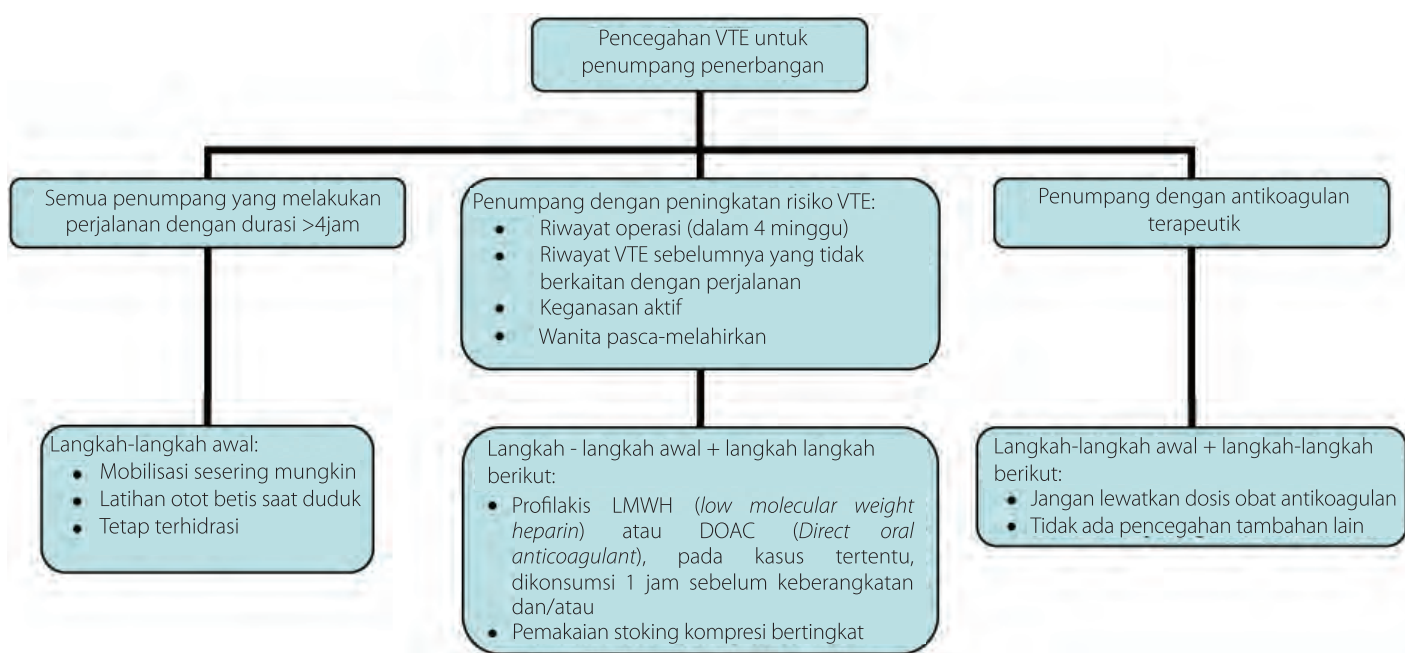 Pencegahan VTE untuk
penumpang penerbangan
Semua penumpang yang melakukan
perjalanan dengan durasi >4jam
Penumpang dengan peningkatan risiko VTE:
• Riwayat operasi (dalam 4 minggu)
• Riwayat VTE sebelumnya yang tidak
berkaitan dengan perjalanan
• Keganasan aktif
• Wanita pasca-melahirkan
Penumpang dengan antikoagulan
terapeutik
Langkah-langkah awal:
• Mobilisasi sesering mungkin
• Latihan otot betis saat duduk
• Tetap terhidrasi
Langkah - langkah awal + langkah langkah
berikut:
• Profilakis LMWH (low molecular weight
heparin) atau DOAC (Direct oral
anticoagulant), pada kasus tertentu,
dikonsumsi 1 jam sebelum keberangkatan
dan/atau
• Pemakaian stoking kompresi bertingkat
Langkah-langkah awal + langkah-langkah
berikut:
• Jangan lewatkan dosis obat antikoagulan
• Tidak ada pencegahan tambahan lain